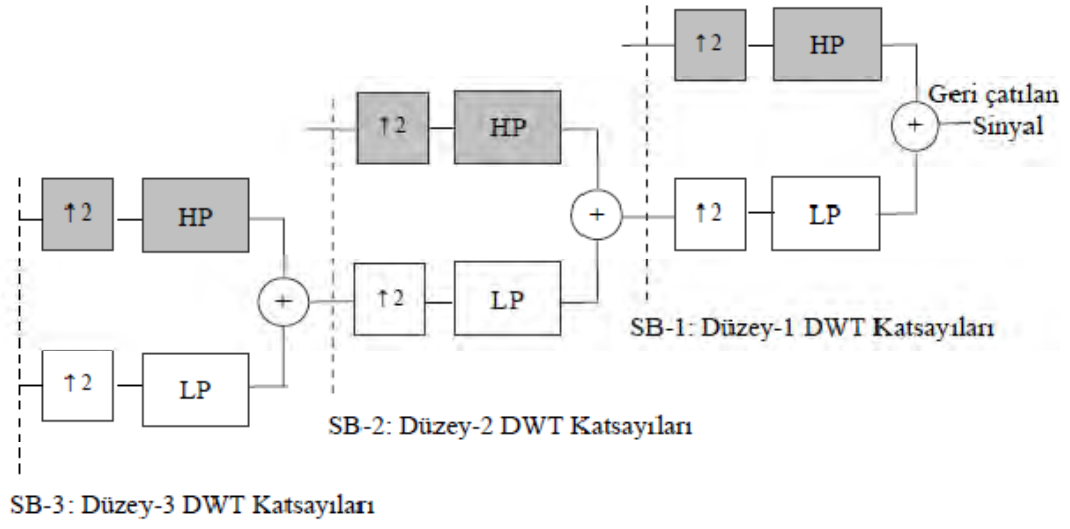 ↑2
HP
Geri çatılan
Sinyal
+
↑2
LP
SB-1: Düzey-1 DWT Katsayıları
↑2
HP
+
↑2
LP
SB-2: Düzey-2 DWT Katsayıları
↑2
HP
+
↑2
LP
SB-3: Düzey-3 DWT Katsayıları